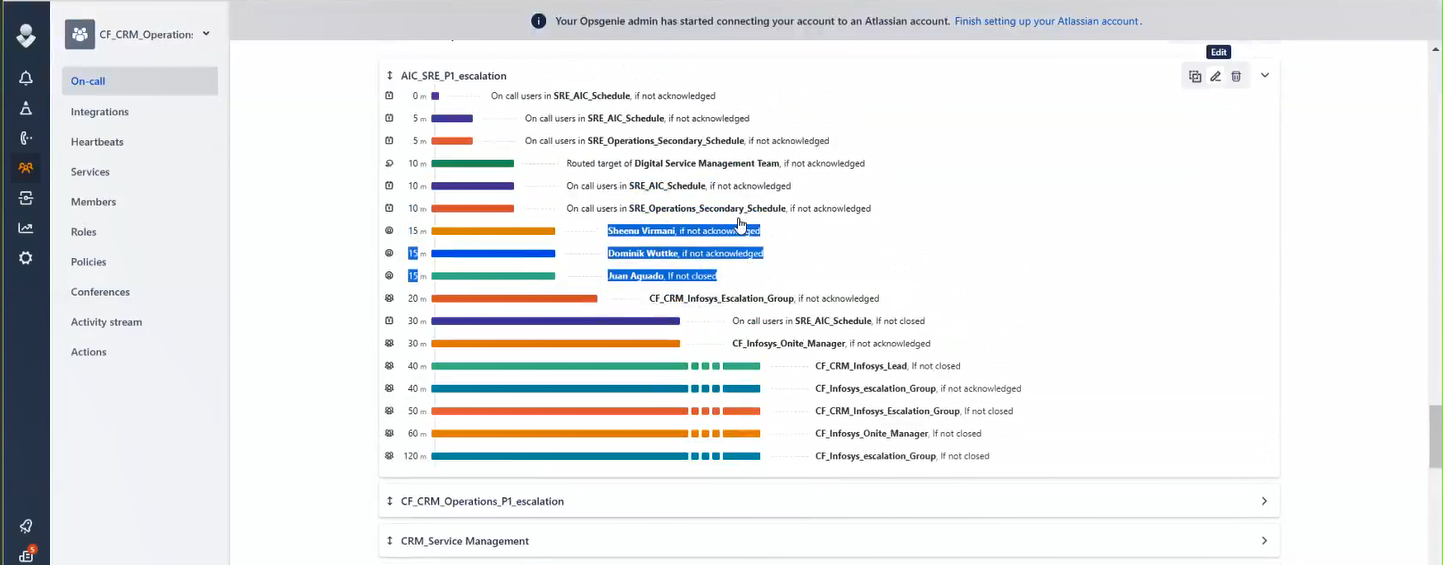 Your Opsgenie admin has started connecting your account to an Atlassian account. Finish setting up your Atlassian account.
CF_CRM_Operation
On-call
Integrations
Heartbeats
Services
Members
Roles
Policies
Conferences
Activity stream
Actions
5
Edit
AIC_SRE_P1_escalation
0 m On call users in SRE_AIC_Schedule, if not acknowledged
5 m On call users in SRE_AIC_Schedule, if not acknowledged
5 m On call users in SRE_Operations_Secondary_Schedule, if not acknowledged
10 m Routed target of Digital Service Management Team, if not acknowledged
10 m On call users in SRE_AIC_Schedule, if not acknowledged
10 m On call users in SRE_Operations_Secondary_Schedule, if not acknowledged
15 m Sheenu Virmani, if not acknowledged
15 m Dominik Wuttke, if not acknowledged
15 m Juan Aguado, If not closed
20 m CF_CRM_Infosys_Escalation_Group, if not acknowledged
30 m On call users in SRE_AIC_Schedule, If not closed
30 m CF_Infosys_Onite_Manager, if not acknowledged
40 m CF_CRM_Infosys_Lead, If not closed
40 m CF_Infosys_escalation_Group, if not acknowledged
50 m CF_CRM_Infosys_Escalation_Group, If not closed
60 m CF_Infosys_Onite_Manager, If not closed
120 m CF_Infosys_escalation_Group, If not closed
CF_CRM_Operations_P1_escalation
CRM_Service Management